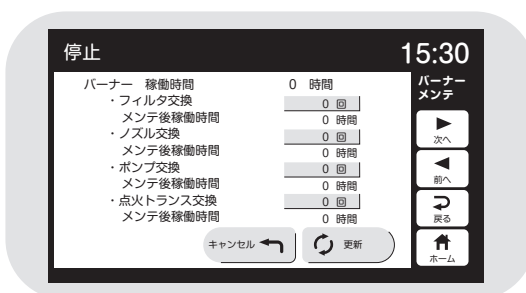 停止 15:30
バーナー 稼働時間 0 時間
・フィルタ交換 0 回
メンテ後稼働時間 0 時間
・ノズル交換 0 回
メンテ後稼働時間 0 時間
・ポンプ交換 0 回
メンテ後稼働時間 0 時間
・点火トランス交換 0 回
メンテ後稼働時間 0 時間
キャンセル 更新
バーナー
メンテ
次へ
前へ
戻る
ホーム